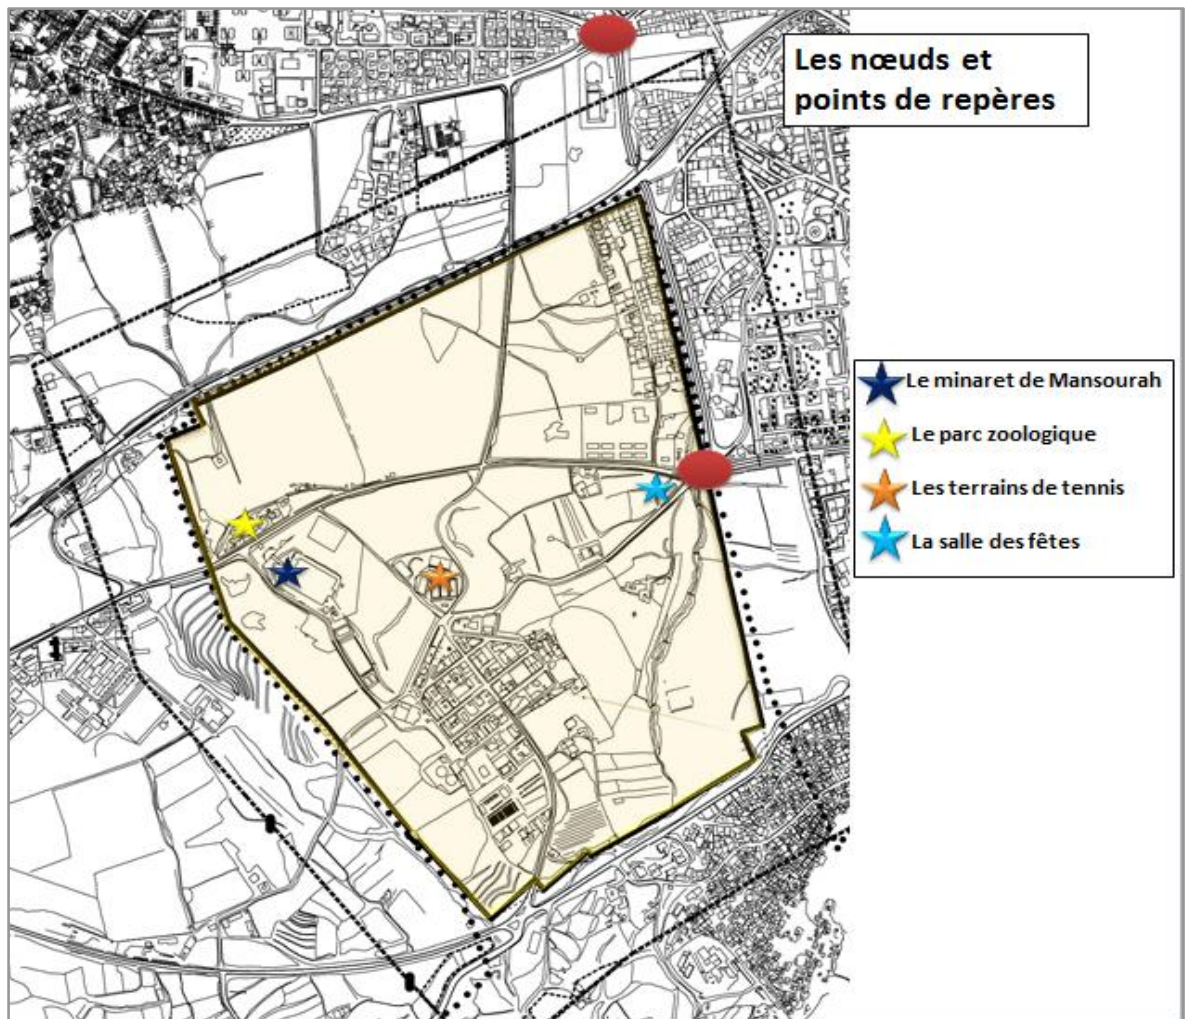 Les nœuds et
points de repères
Le minaret de Mansourah
Le parc zoologique
Les terrains de tennis
La salle des fêtes